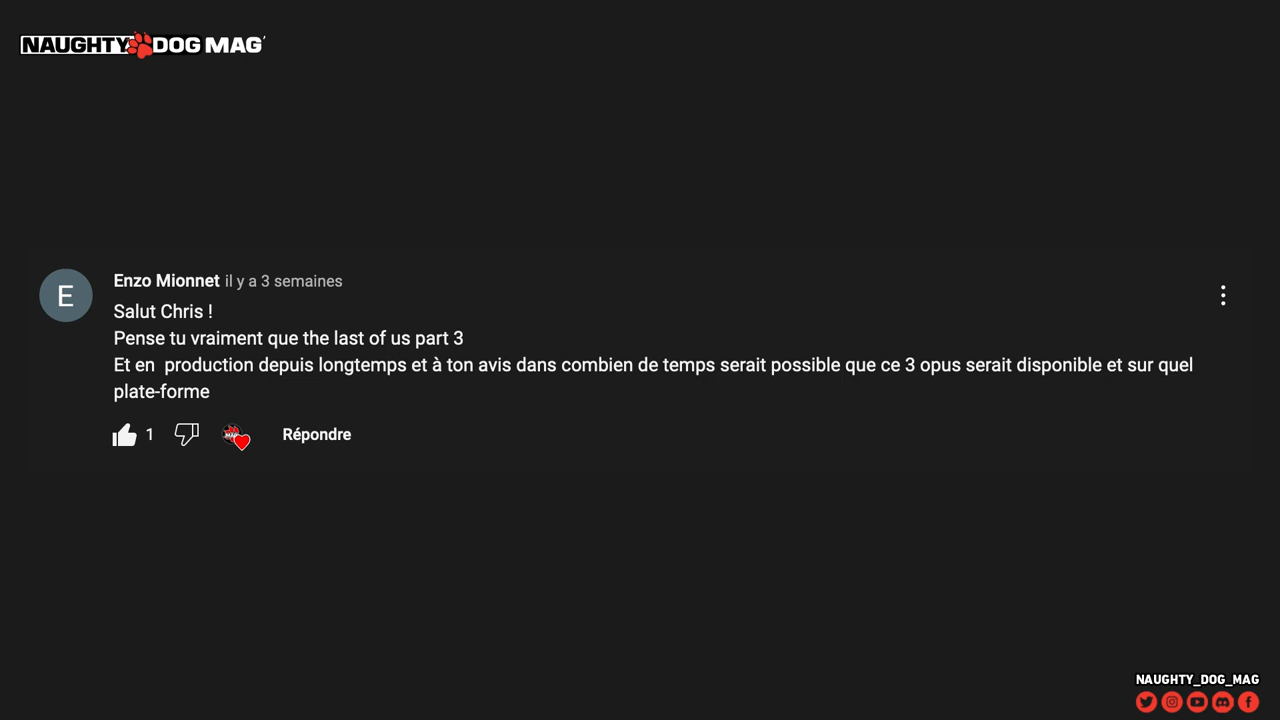 NAUGHTY DOG MAG'
Enzo Mionnet il y a 3 semaines
E
Salut Chris !
Pense tu vraiment que the last of us part 3
Et en  production depuis longtemps et à ton avis dans combien de temps serait possible que ce 3 opus serait disponible et sur quel
plate-forme
1
MAG
Répondre
NAUGHTY_DOG_MAG